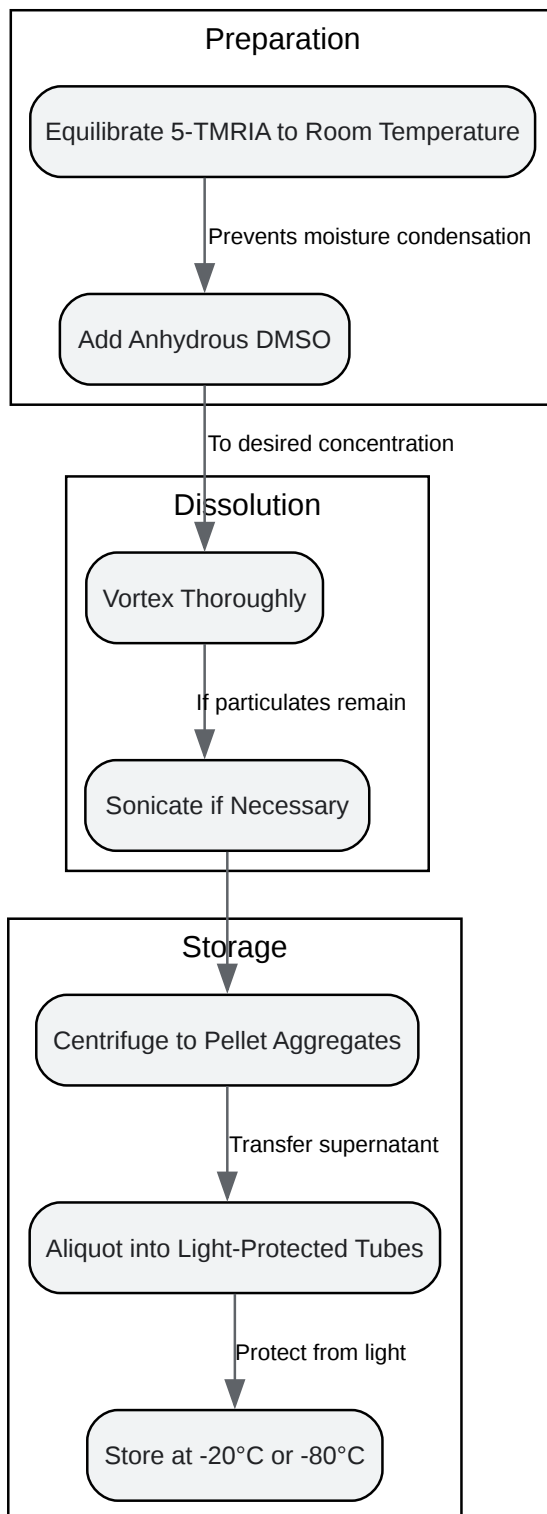 Preparation
Equilibrate 5-TMRIA to Room Temperature
Prevents moisture condensation
Add Anhydrous DMSO
To desired concentration
Dissolution
Vortex Thoroughly
If particulates remain
Sonicate if Necessary
Storage
Centrifuge to Pellet Aggregates
Transfer supernatant
Aliquot into Light-Protected Tubes
Protect from light
Store at -20°C or -80°C